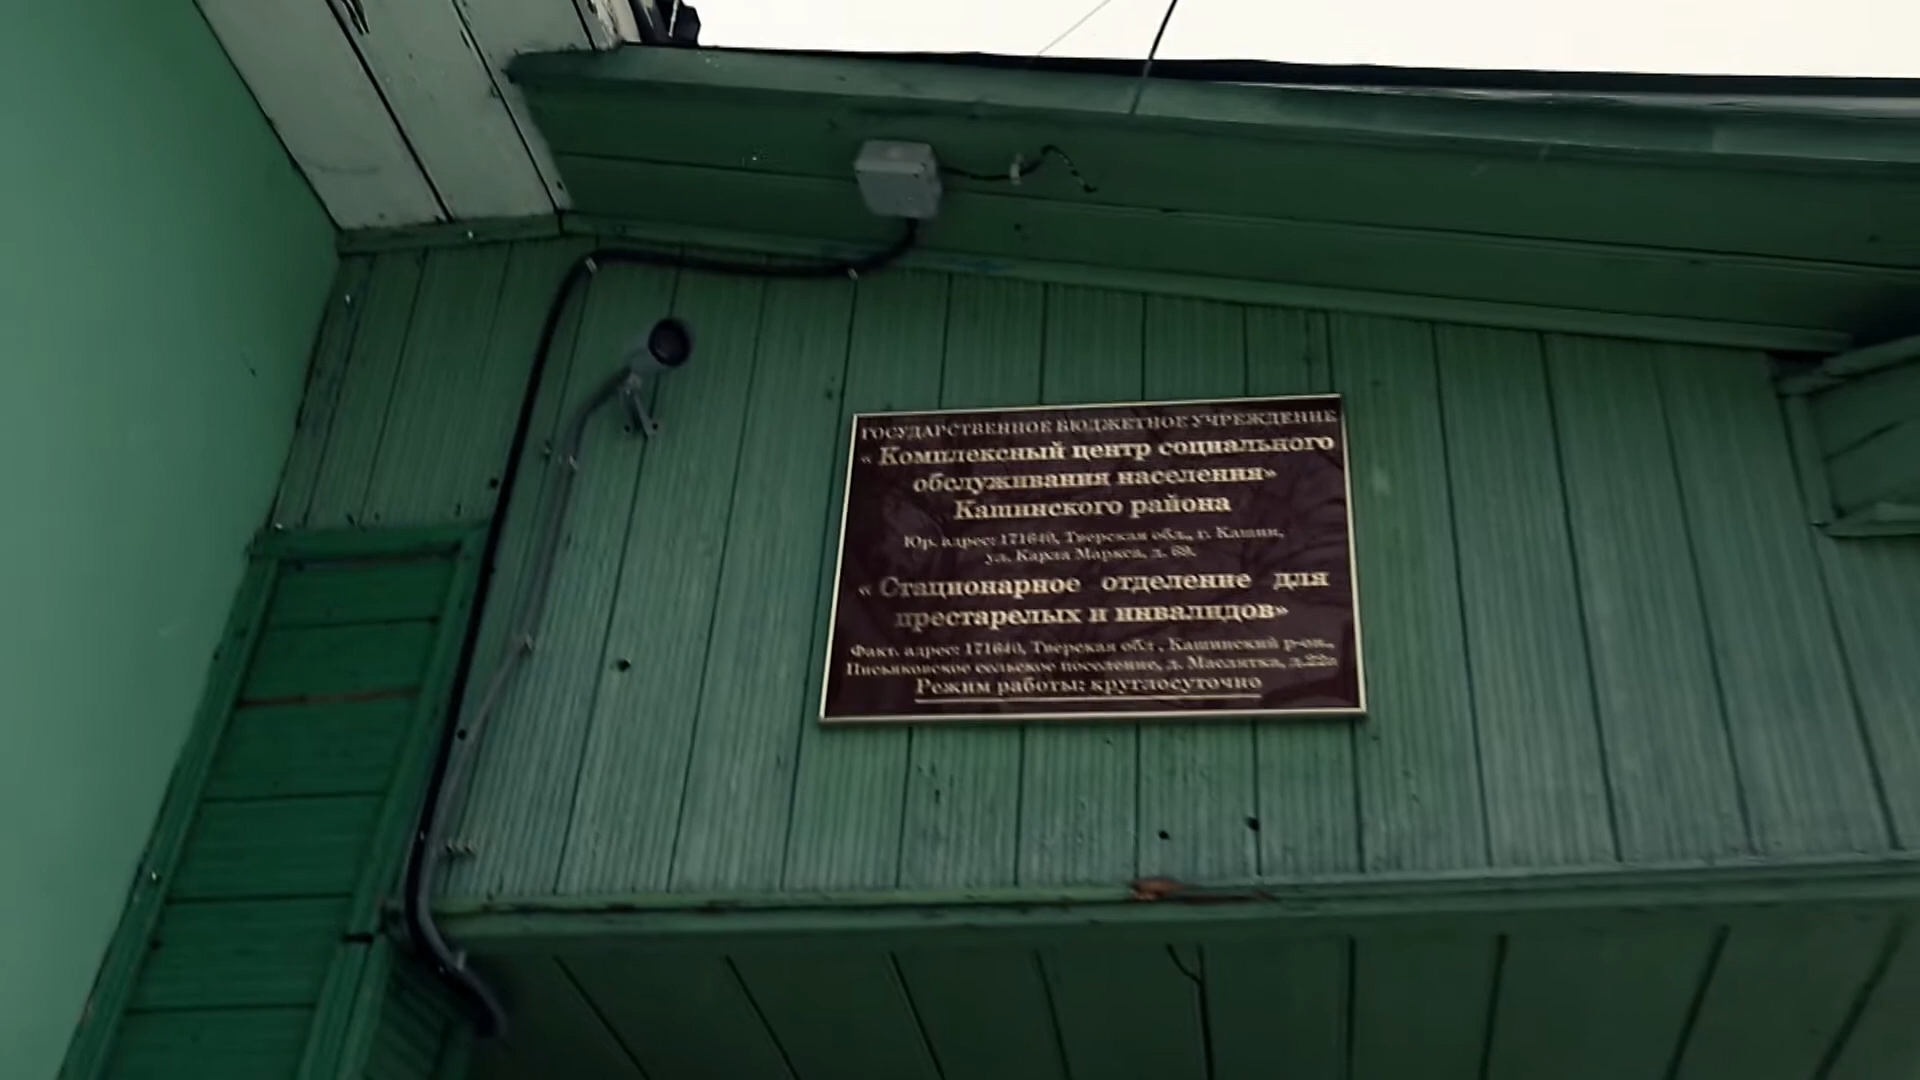 ГОСУДАРСТВЕННОЕ БЮДЖЕТНОЕ УЧРЕЖДЕНИЕ
« Комплексный центр социального
обслуживания населения»
Кашинского района
Юр. адрес: 171640, Тверская обл., г. Кашин,
ул. Карла Маркса, д. 69.
« Стационарное отделение для
престарелых и инвалидов»
Факт. адрес: 171640, Тверская обл., Кашинский р-он.,
сельское поселение, д. Маслятка, д.22а
Режим работы: круглосуточно